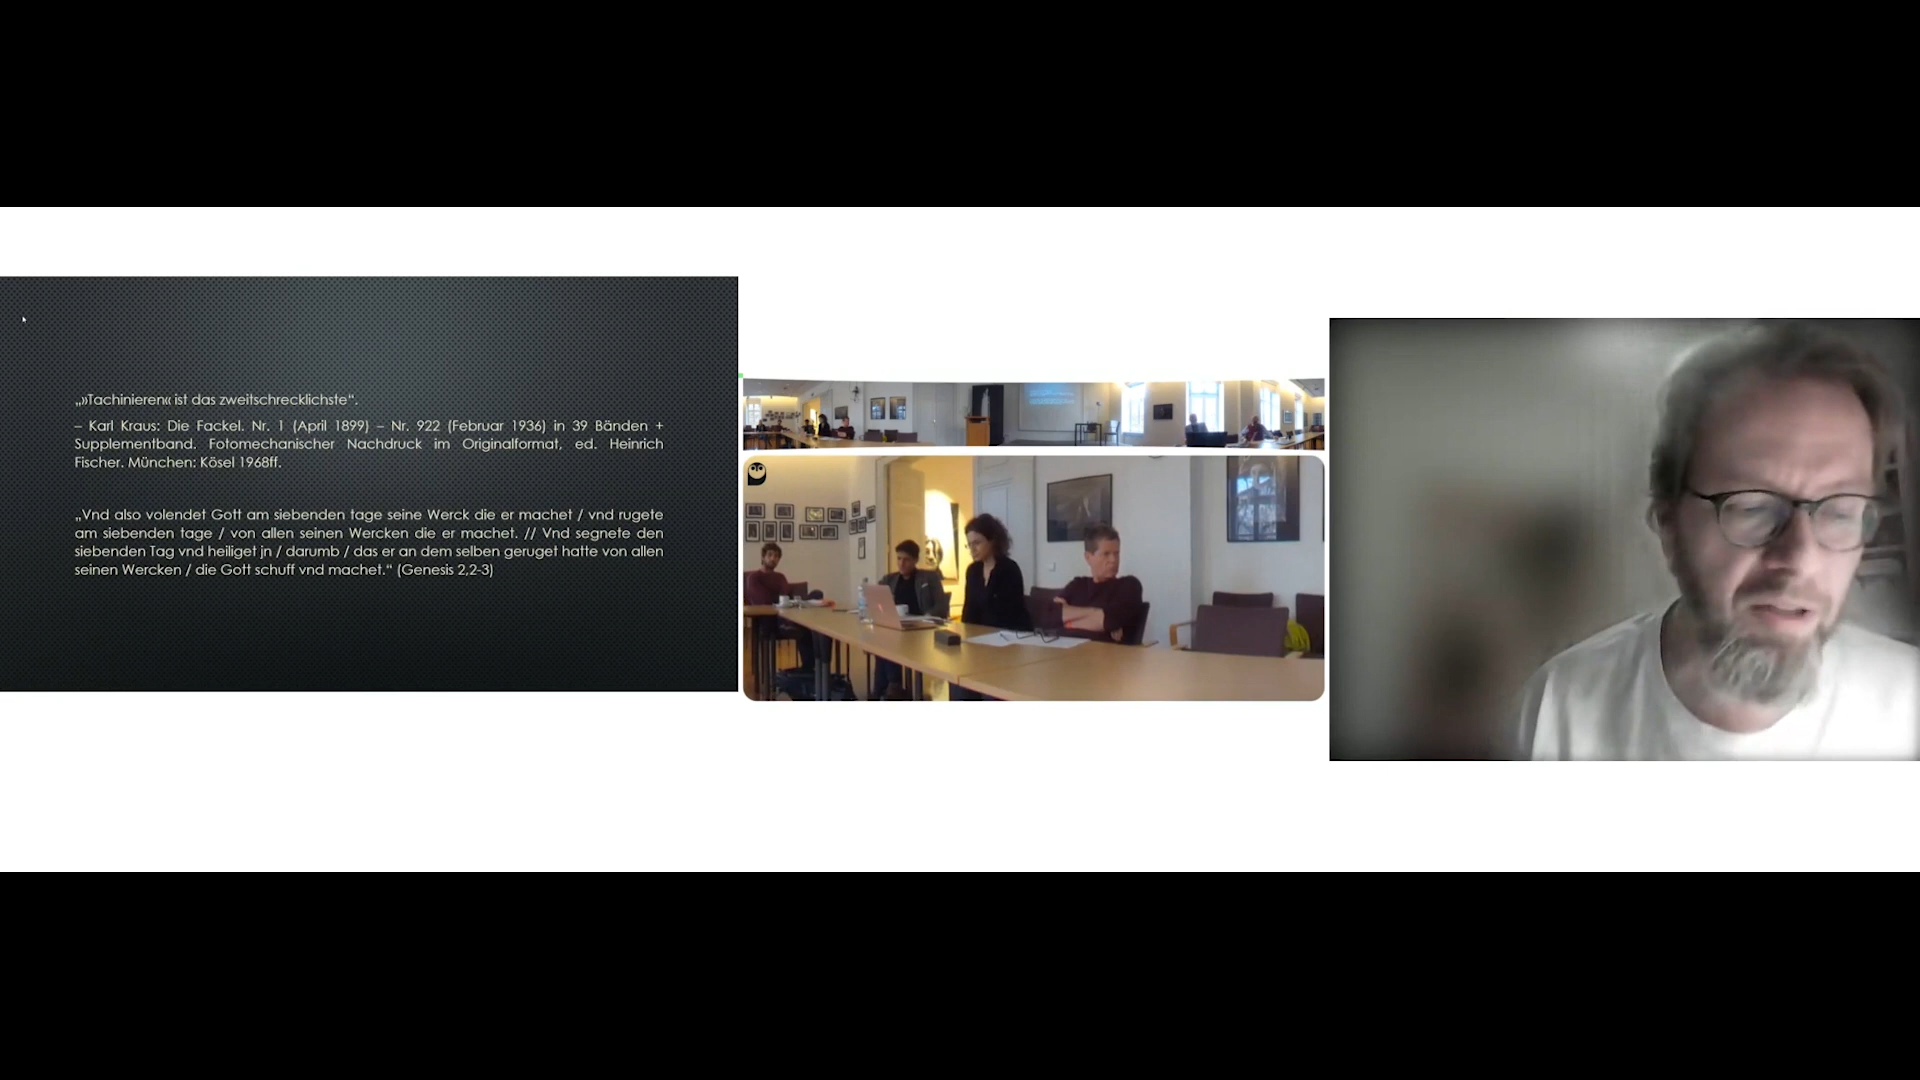 „»Tachinieren« ist das zweitschrecklichste“.
– Karl Kraus: Die Fackel. Nr. 1 (April 1899) – Nr. 922 (Februar 1936) in 39 Bänden +
Supplementband. Fotomechanischer Nachdruck im Originalformat, ed. Heinrich
Fischer. München: Kösel 1968ff.
„Vnd also volendet Gott am siebenden tage seine Werck die er machet / vnd rugete
am siebenden tage / von allen seinen Wercken die er machet. // Vnd segnete den
siebenden Tag vnd heiliget jn / darumb / das er an dem selben geruget hatte von allen
seinen Wercken / die Gott schuff vnd machet.“ (Genesis 2,2-3)